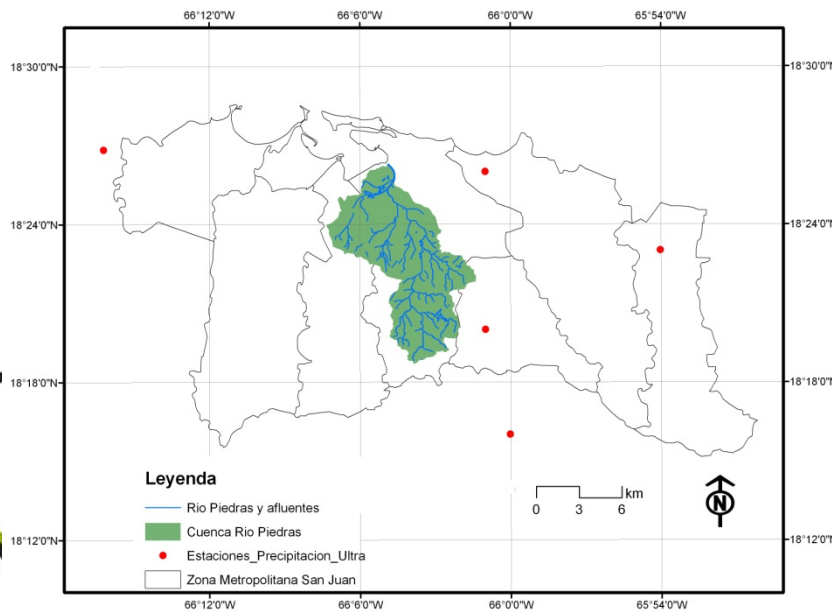 66°12'0"W 66°6'0"W 66°0'0"W 65°54'0"W
18°30'0"N 18°30'0"N
18°24'0"N 18°24'0"N
18°18'0"N 18°18'0"N
Leyenda
Rio Piedras y afluentes
Cuenca Rio Piedras
Estaciones_Precipitacion_Ultra
Zona Metropolitana San Juan
km
0 3 6
N
18°12'0"N 18°12'0"N
66°12'0"W 66°6'0"W 66°0'0"W 65°54'0"W